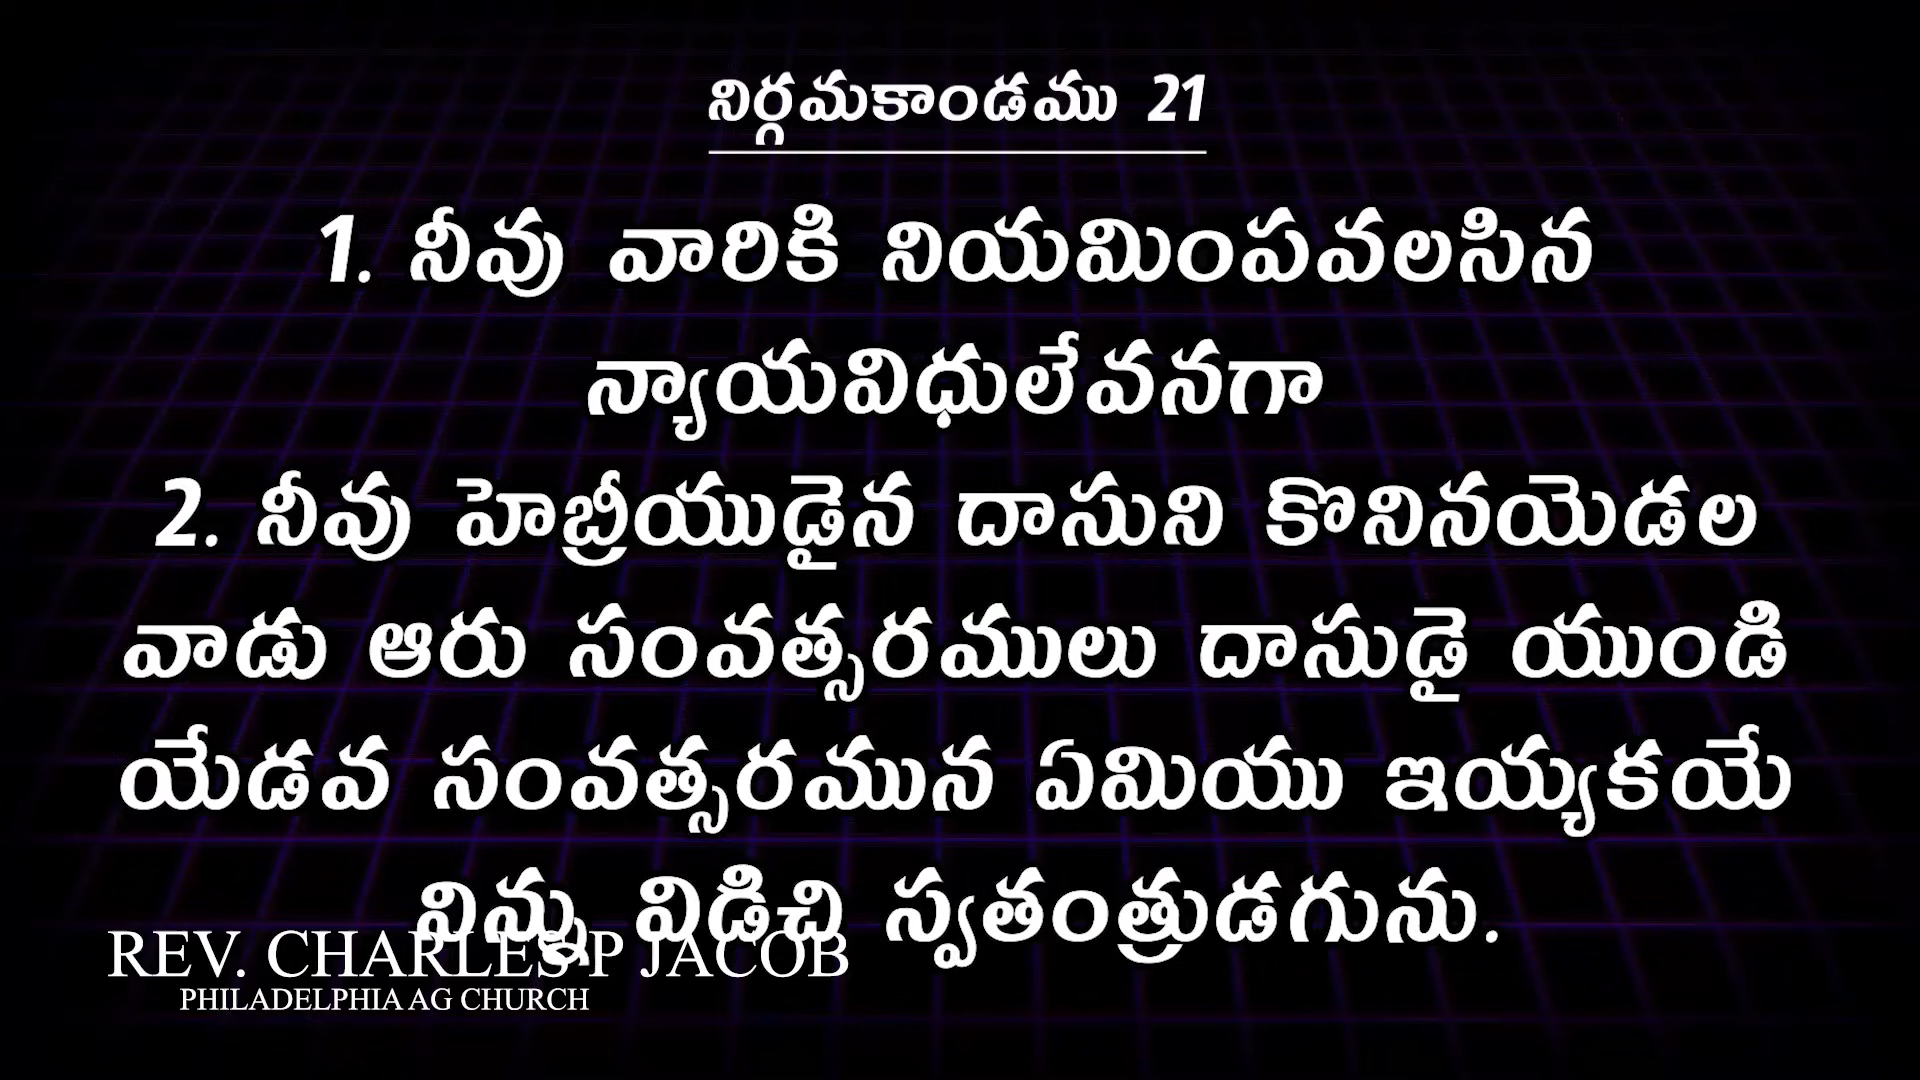 నిర్గమకాండము 21
1. నీవు వారికి నియమింపవలసిన
న్యాయవిధులేవనగా
2. నీవు హెబ్రీయుడైన దాసుని కొనినయెడల
వాడు ఆరు సంవత్సరములు దాసుడై యుండి
యేడవ సంవత్సరమున ఏమియు ఇయ్యకయే
నిన్ను విడిచి స్వతంత్రుడగును.
REV. CHARLES P JACOB
PHILADELPHIA AG CHURCH